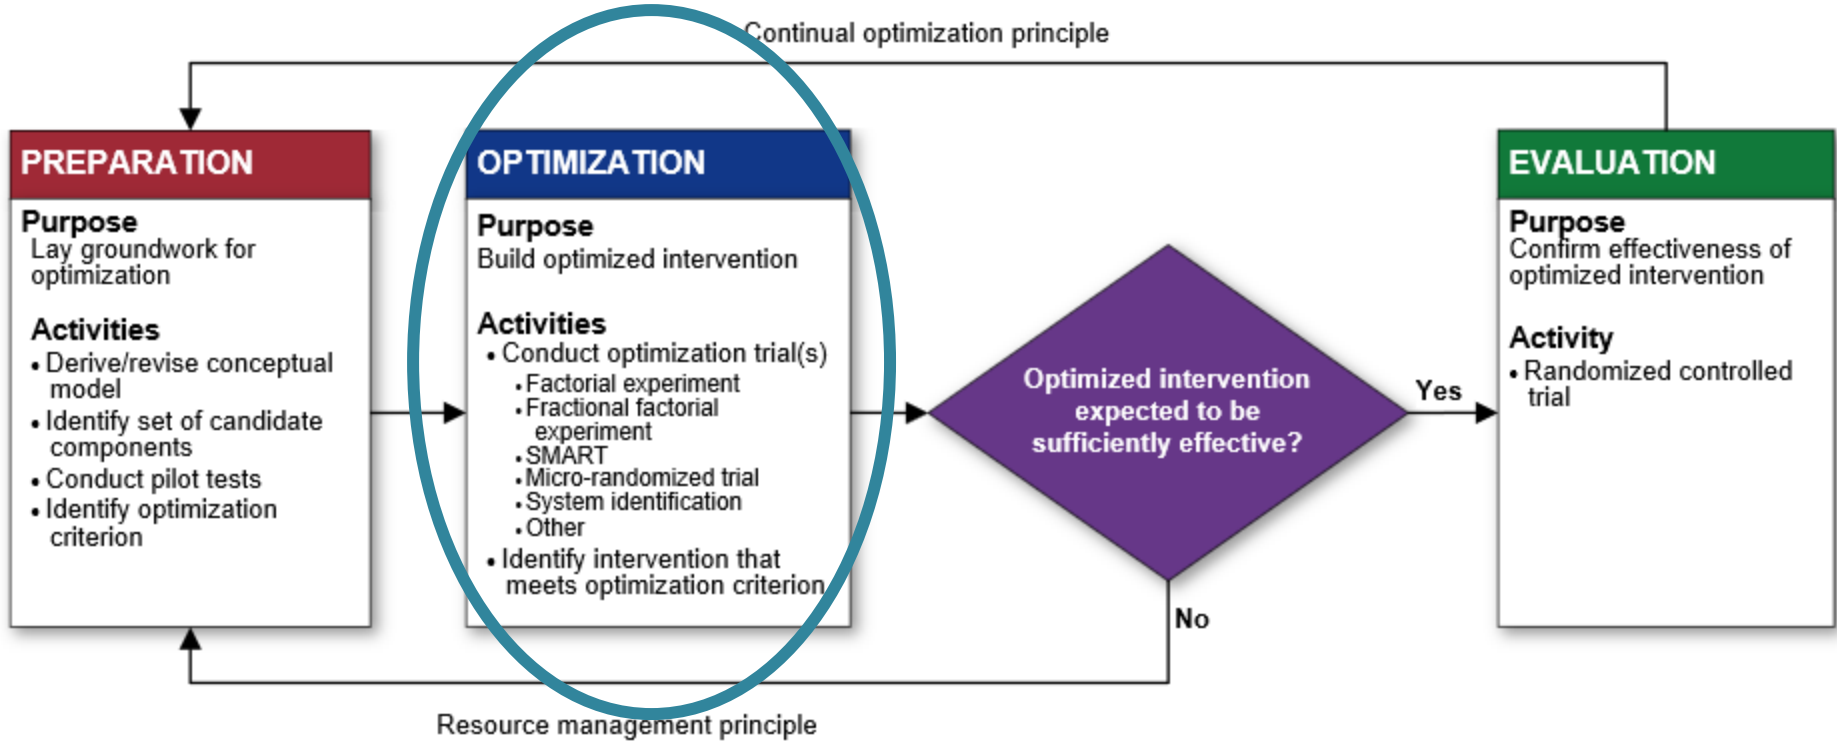 Continual optimization principle
PREPARATION
Purpose
Lay groundwork for
optimization
Activities
• Derive/revise conceptual
model
• Identify set of candidate
components
• Conduct pilot tests
• Identify optimization
criterion
OPTIMIZATION
Purpose
Build optimized intervention
Activities
• Conduct optimization trial(s)
• Factorial experiment
• Fractional factorial
experiment
• SMART
• Micro-randomized trial
• System identification
• Other
• Identify intervention that
meets optimization criterion
Optimized intervention
expected to be
sufficiently effective?
Yes
No
EVALUATION
Purpose
Confirm effectiveness of
optimized intervention
Activity
• Randomized controlled
trial
Resource management principle